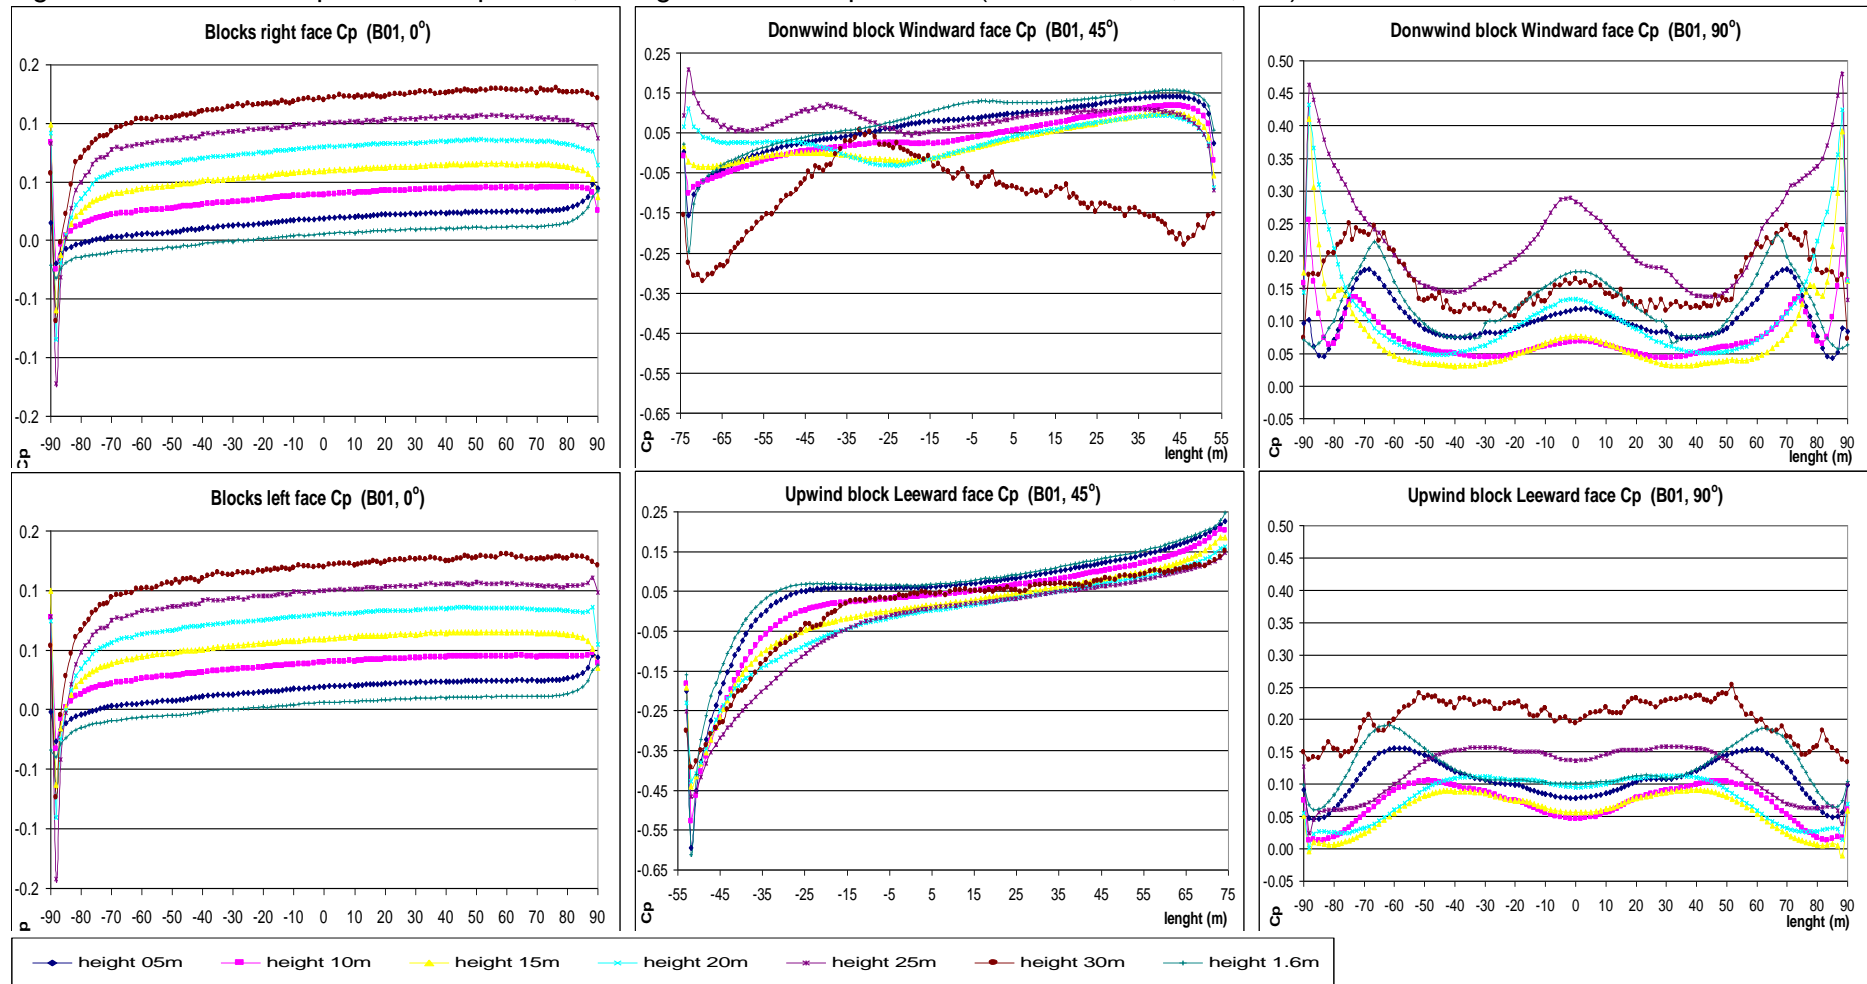 Blocks right face Cp (B01, 0°)
0.2
0.1
0.1
0.0
-0.1
-0.1
-0.2
-90 -80 -70 -60 -50 -40 -30 -20 -10 0 10 20 30 40 50 60 70 80 90
Donwwind block Windward face Cp (B01, 45°)
0.25
0.15
0.05
-0.05
-0.15
-0.25
-0.35
-0.45
-0.55
-0.65
Cp
-75 -65 -55 -45 -35 -25 -15 -5 5 15 25 35 45 55
lenght (m)
Donwwind block Windward face Cp (B01, 90°)
0.50
0.45
0.40
0.35
0.30
0.25
0.20
0.15
0.10
0.05
0.00
-0.05
Cp
-90 -80 -70 -60 -50 -40 -30 -20 -10 0 10 20 30 40 50 60 70 80 90
lenght (m)
Blocks left face Cp (B01, 0°)
0.2
0.1
0.1
0.0
-0.1
-0.1
-0.2
-90 -80 -70 -60 -50 -40 -30 -20 -10 0 10 20 30 40 50 60 70 80 90
Upwind block Leeward face Cp (B01, 45°)
0.25
0.15
0.05
-0.05
-0.15
-0.25
-0.35
-0.45
-0.55
-0.65
Cp
-55 -45 -35 -25 -15 -5 5 15 25 35 45 55 65 75
lenght (m)
Upwind block Leeward face Cp (B01, 90°)
0.50
0.45
0.40
0.35
0.30
0.25
0.20
0.15
0.10
0.05
0.00
-0.05
Cp
-90 -80 -70 -60 -50 -40 -30 -20 -10 0 10 20 30 40 50 60 70 80 90
lenght (m)
height 05m height 10m height 15m height 20m height 25m height 30m height 1.6m